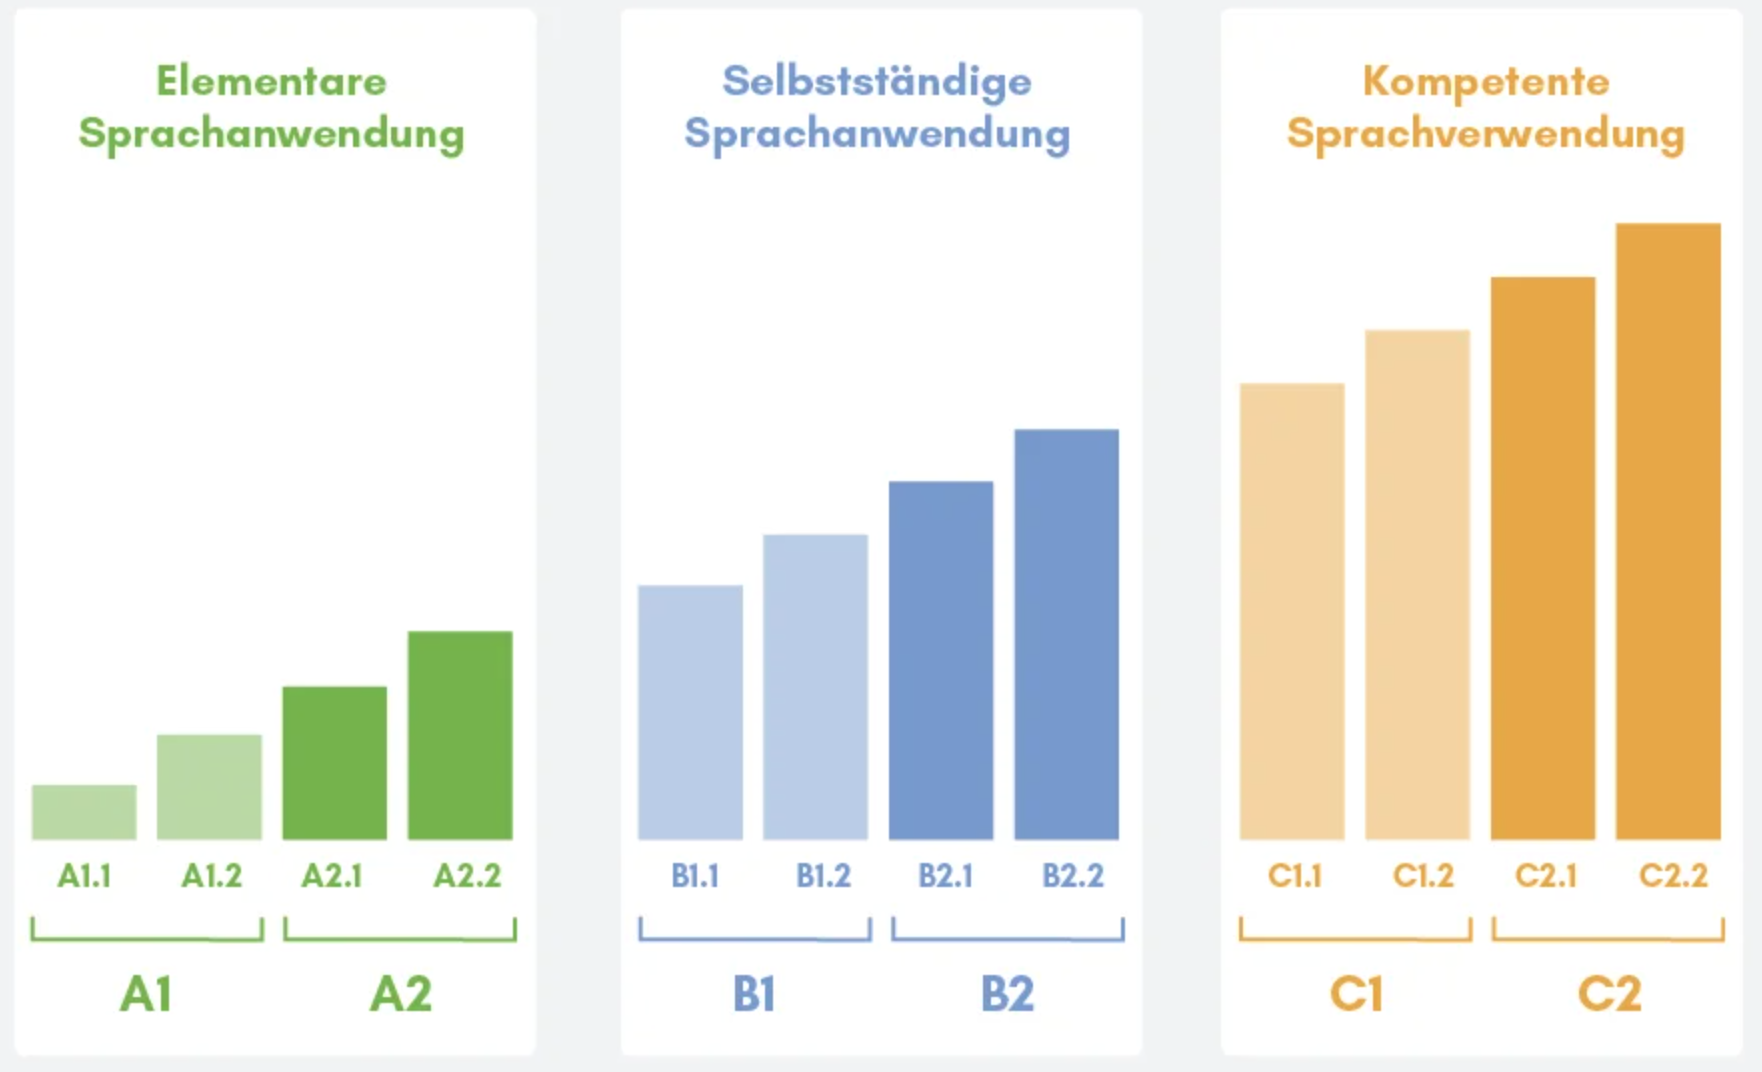 Elementare
Sprachanwendung
A1.1 A1.2 A2.1 A2.2
A1 A2
Selbstständige
Sprachanwendung
B1.1 B1.2 B2.1 B2.2
B1 B2
Kompetente
Sprachverwendung
C1.1 C1.2 C2.1 C2.2
C1 C2